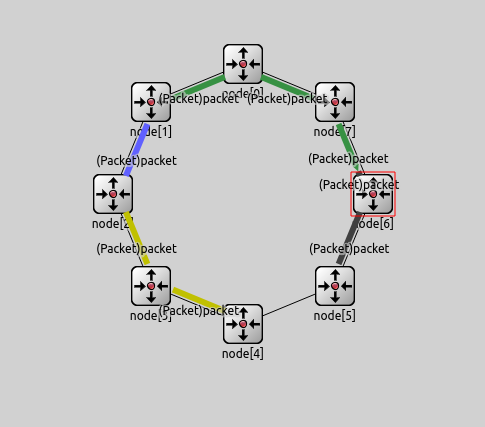 node[0]
(Packet)packet
(Packet)packet
node[1]
node[7]
(Packet)packet
(Packet)packet
(Packet)packet
node[2]
node[6]
(Packet)packet
(Packet)packet
node[3]
(Packet)packet
node[5]
node[4]